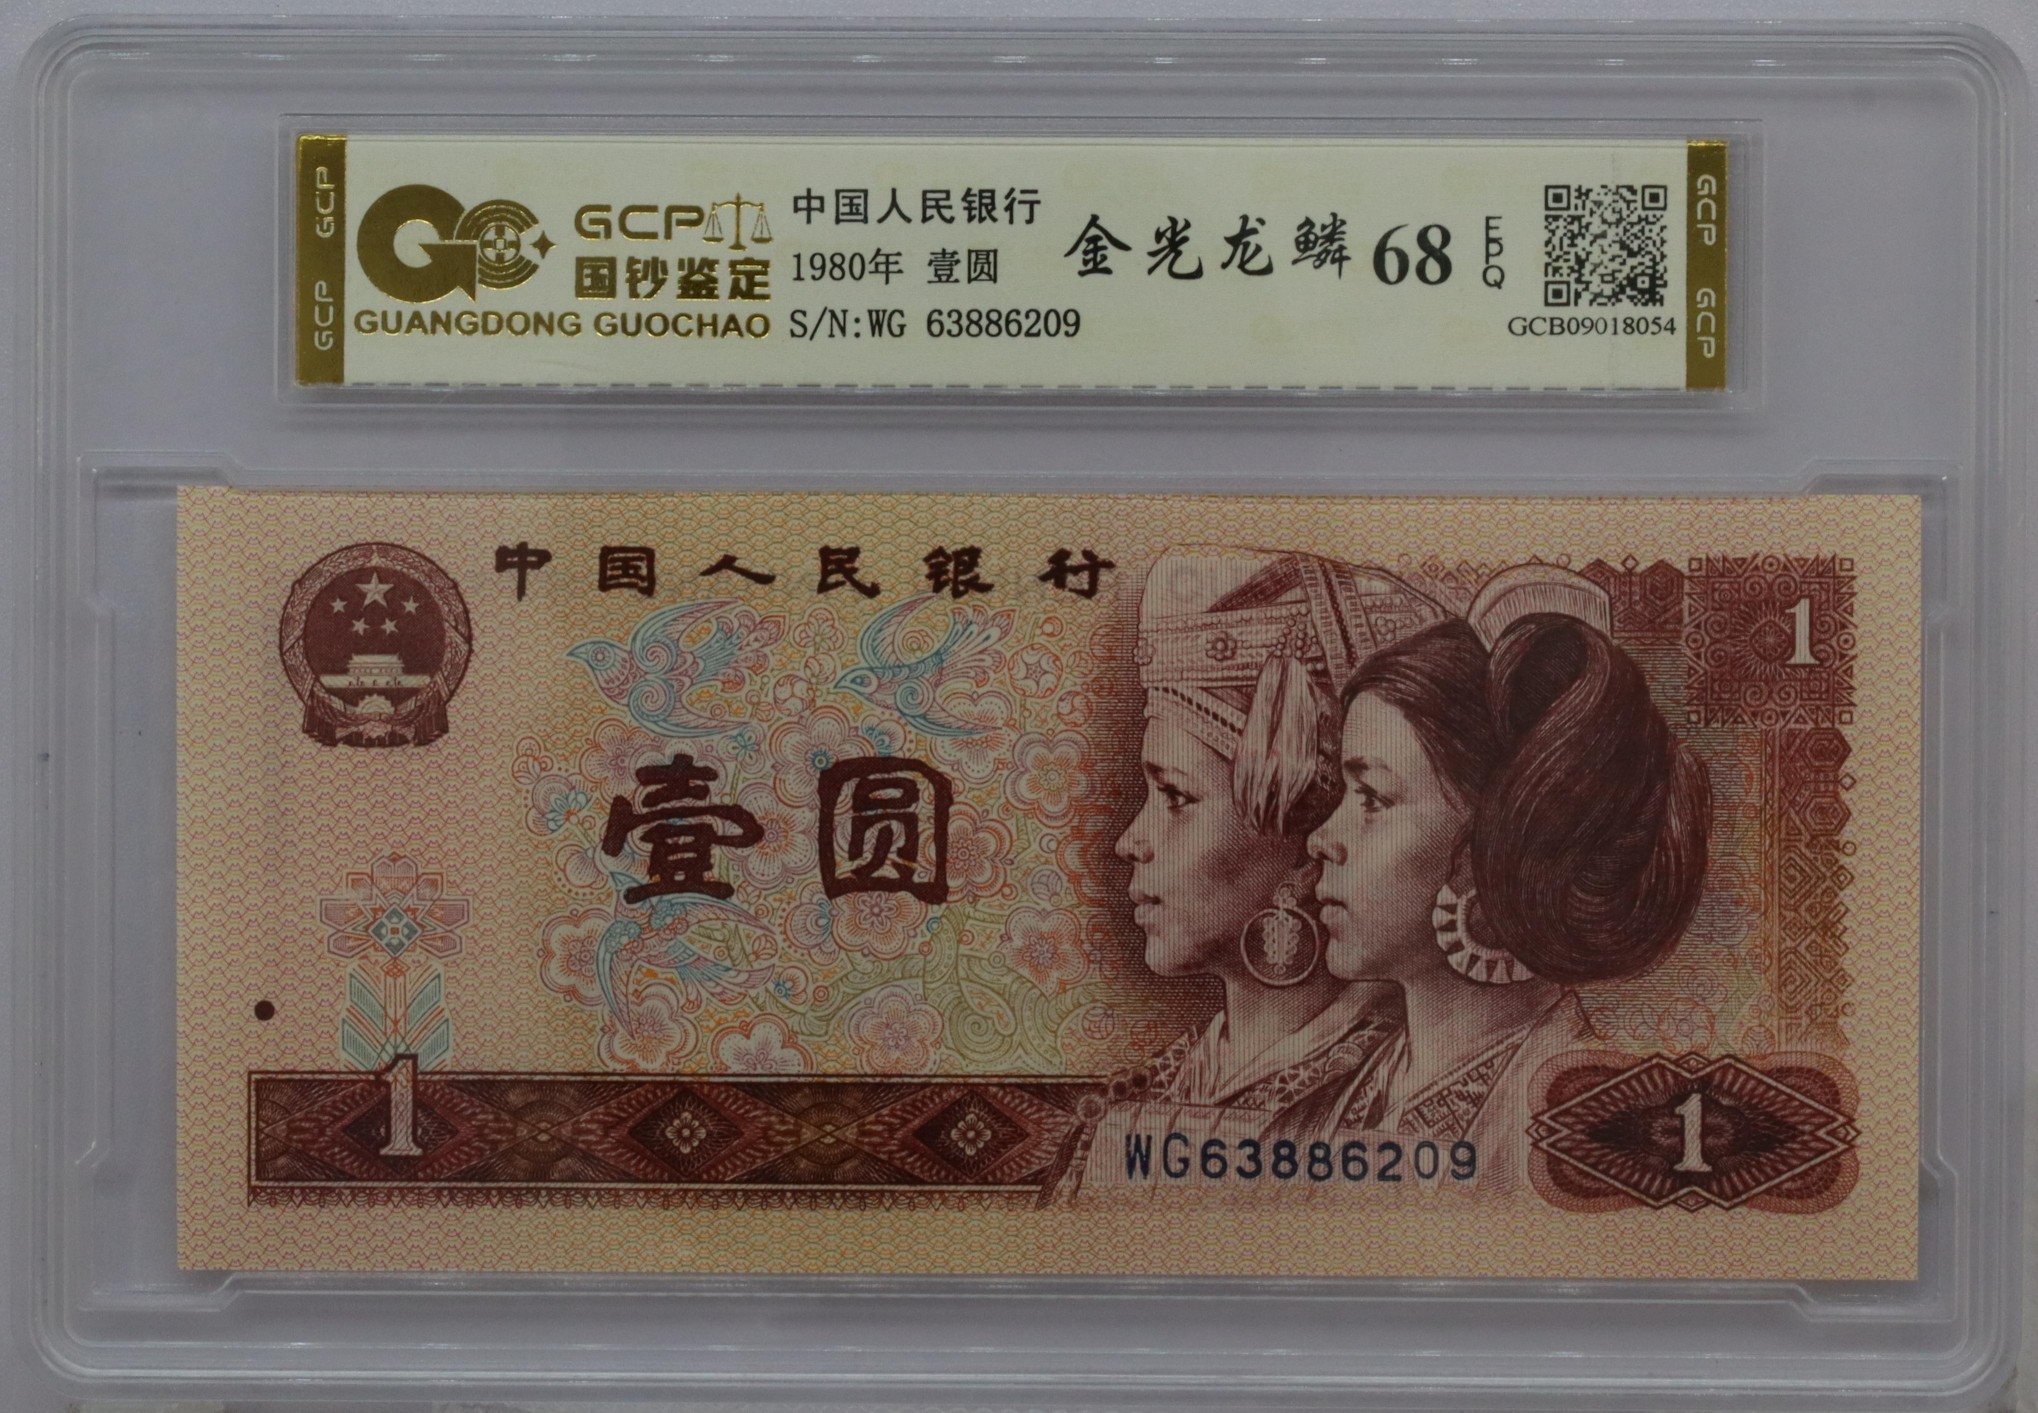 GCP
GCP
GCP
国钞鉴定
GUANGDONG GUOCHAO
中国人民银行
1980年 壹圆
S/N:WG 63886209
金光龙鳞 68 EPQ
GCB09018054
GCP
GCP
中国人民银行
1
壹圆
1
WG63886209
1